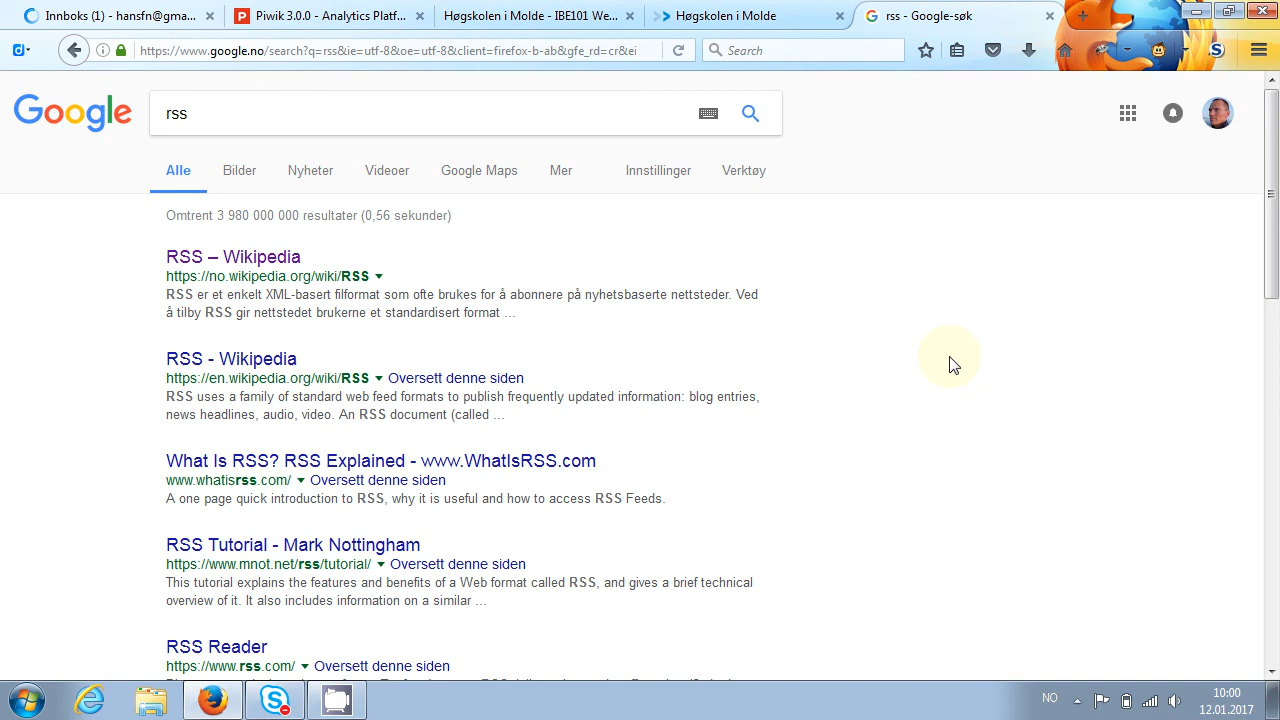 Innboks (1) - hansfn@gma...
Piwik 3.0.0 - Analytics Platf...
Høgskolen i Molde - IBE101 We...
Høgskolen i Molde
rss - Google-søk
https://www.google.no/search?q=rss&ie=utf-8&oe=utf-8&client=firefox-b-ab&gfe_rd=cr&ei
Search
Google
rss
Alle
Bilder
Nyheter
Videoer
Google Maps
Mer
Innstillinger
Verktøy
Omtrent 3 980 000 000 resultater (0,56 sekunder)
RSS – Wikipedia
https://no.wikipedia.org/wiki/RSS
RSS er et enkelt XML-basert filformat som ofte brukes for å abonnere på nyhetsbaserte nettsteder. Ved
å tilby RSS gir nettstedet brukerne et standardisert format ...
RSS - Wikipedia
https://en.wikipedia.org/wiki/RSS Oversett denne siden
RSS uses a family of standard web feed formats to publish frequently updated information: blog entries,
news headlines, audio, video. An RSS document (called ...
What Is RSS? RSS Explained - www.WhatIsRSS.com
www.whatisrss.com/ Oversett denne siden
A one page quick introduction to RSS, why it is useful and how to access RSS Feeds.
RSS Tutorial - Mark Nottingham
https://www.mnot.net/rss/tutorial/ Oversett denne siden
This tutorial explains the features and benefits of a Web format called RSS, and gives a brief technical
overview of it. It also includes information on a similar ...
RSS Reader
https://www.rss.com/ Oversett denne siden
NO
10:00
12.01.2017